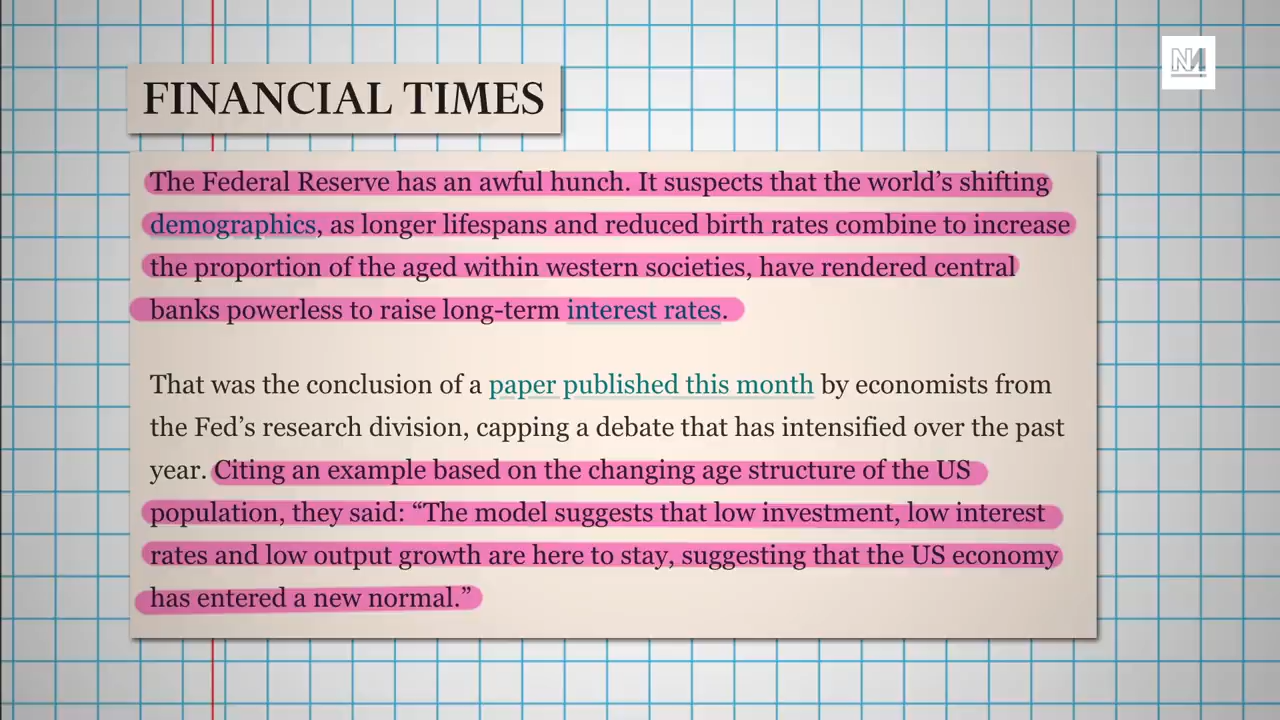 FINANCIAL TIMES
The Federal Reserve has an awful hunch. It suspects that the world’s shifting
demographics, as longer lifespans and reduced birth rates combine to increase
the proportion of the aged within western societies, have rendered central
banks powerless to raise long-term interest rates.
That was the conclusion of a paper published this month by economists from
the Fed’s research division, capping a debate that has intensified over the past
year. Citing an example based on the changing age structure of the US
population, they said: “The model suggests that low investment, low interest
rates and low output growth are here to stay, suggesting that the US economy
has entered a new normal.”